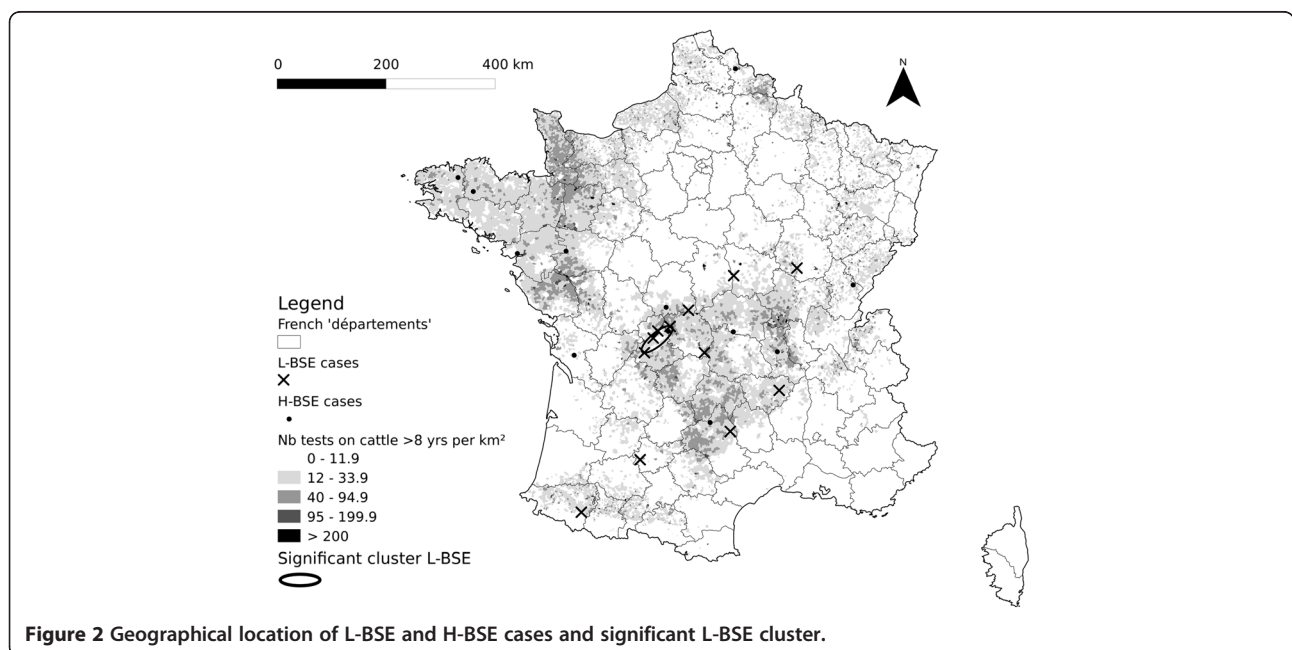 0 200 400 km
N
Legend
French 'départements'
L-BSE cases
H-BSE cases
Nb tests on cattle >8 yrs per km²
0 - 11.9
12 - 33.9
40 - 94.9
95 - 199.9
> 200
Significant cluster L-BSE
Figure 2 Geographical location of L-BSE and H-BSE cases and significant L-BSE cluster.